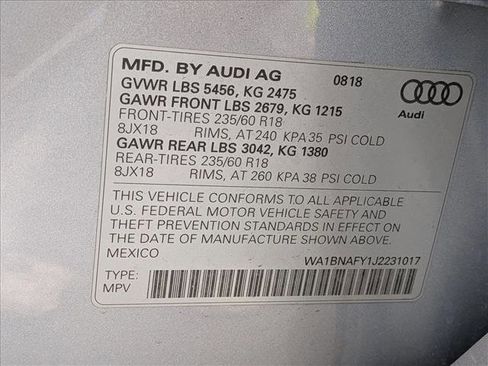 MFD. BY AUDI AG 0818
GVWR LBS 5456, KG 2475
GAWR FRONT LBS 2679, KG 1215
FRONT-TIRES 235/60 R18
8JX18 RIMS, AT 240 KPA 35 PSI COLD
GAWR REAR LBS 3042, KG 1380
REAR-TIRES 235/60 R18
8JX18 RIMS, AT 260 KPA 38 PSI COLD
Audi
THIS VEHICLE CONFORMS TO ALL APPLICABLE
U.S. FEDERAL MOTOR VEHICLE SAFETY AND
THEFT PREVENTION STANDARDS IN EFFECT ON
THE DATE OF MANUFACTURE SHOWN ABOVE.
MEXICO WA1BNAFY1J2231017
TYPE:
MPV